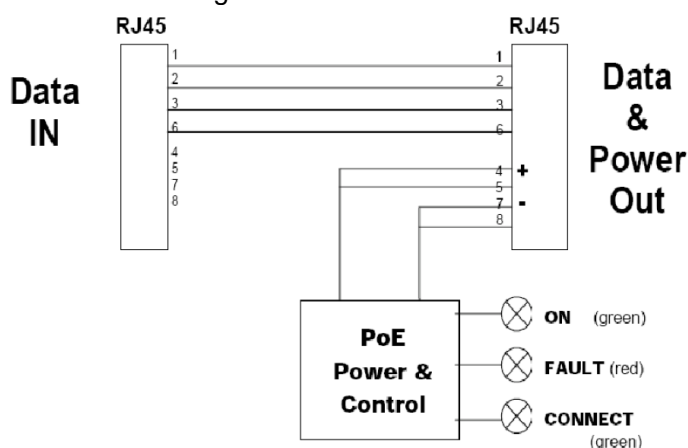 RJ45
RJ45
Data
IN
1
2
3
6
4
5
7
8
1
2
3
6
4 +
5
7 -
8
Data
&
Power
Out
PoE
Power &
Control
ON (green)
FAULT (red)
CONNECT
(green)